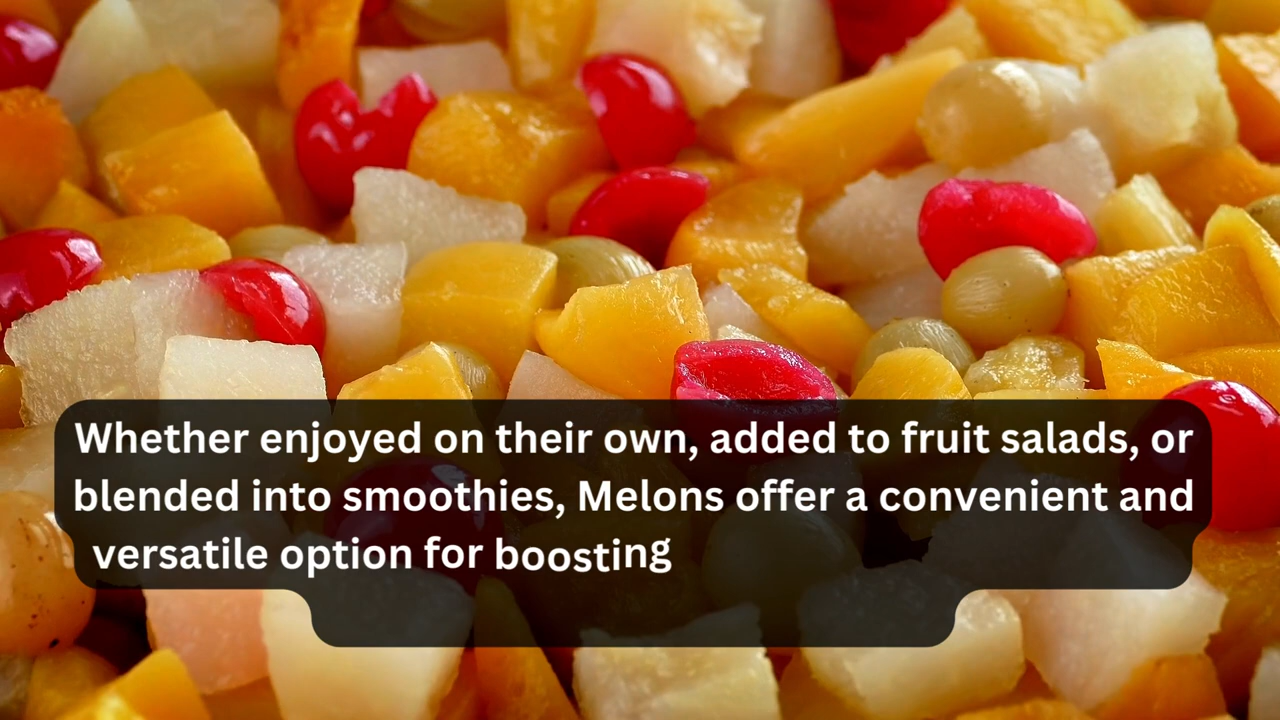 Whether enjoyed on their own, added to fruit salads, or
blended into smoothies, Melons offer a convenient and
versatile option for boosting